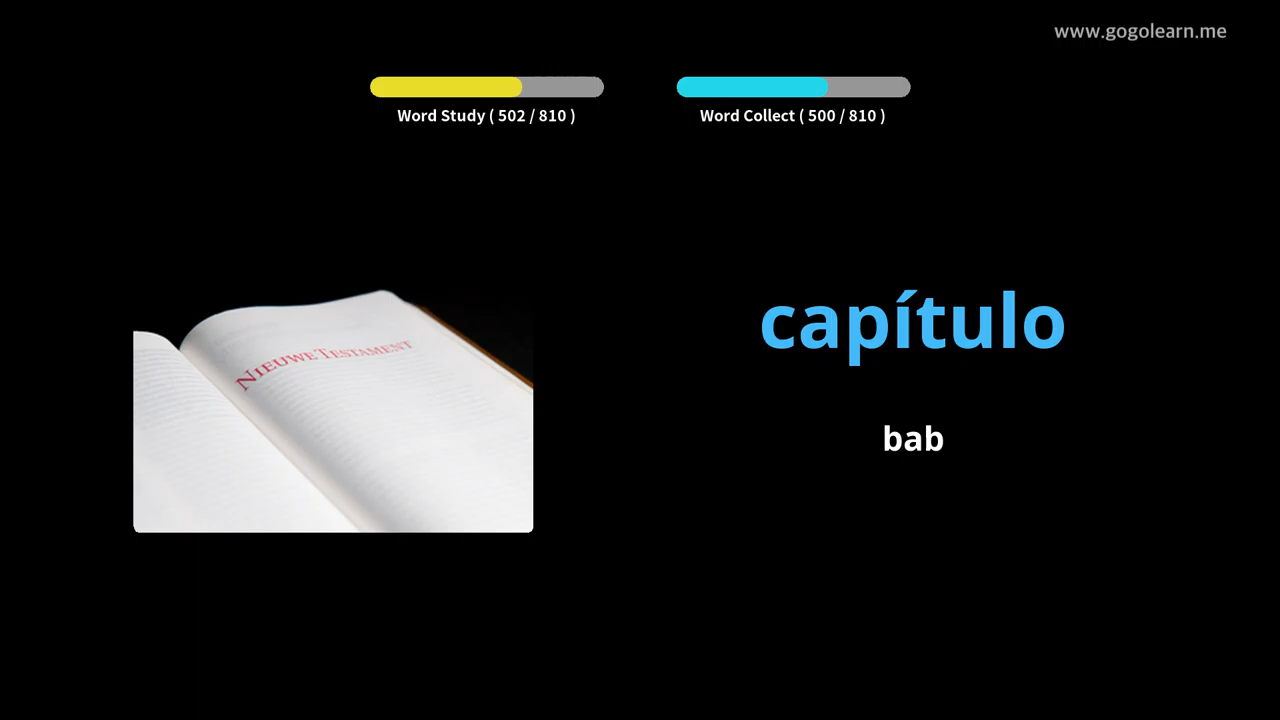 www.gogolearn.me
Word Study ( 502 / 810 )
Word Collect ( 500 / 810 )
NIEUWE TESTAMENT
capítulo
bab